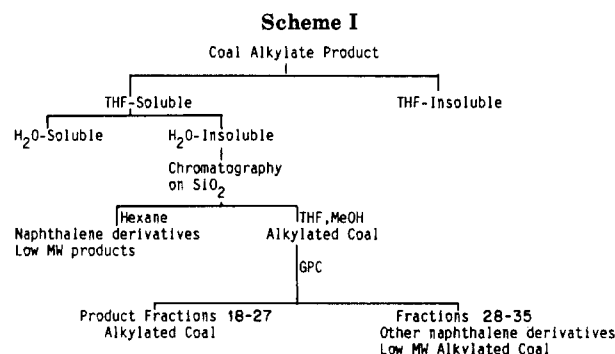 Scheme I
Coal Alkylate Product
THF-Soluble THF-Insoluble
H2O-Soluble H2O-Insoluble
Chromatography
on SiO2
Hexane THF,MeOH
Naphthalene derivatives Alkylated Coal
Low MW products
GPC
Product Fractions 18-27 Fractions 28-35
Alkylated Coal Other naphthalene derivatives
Low MW Alkylated Coal